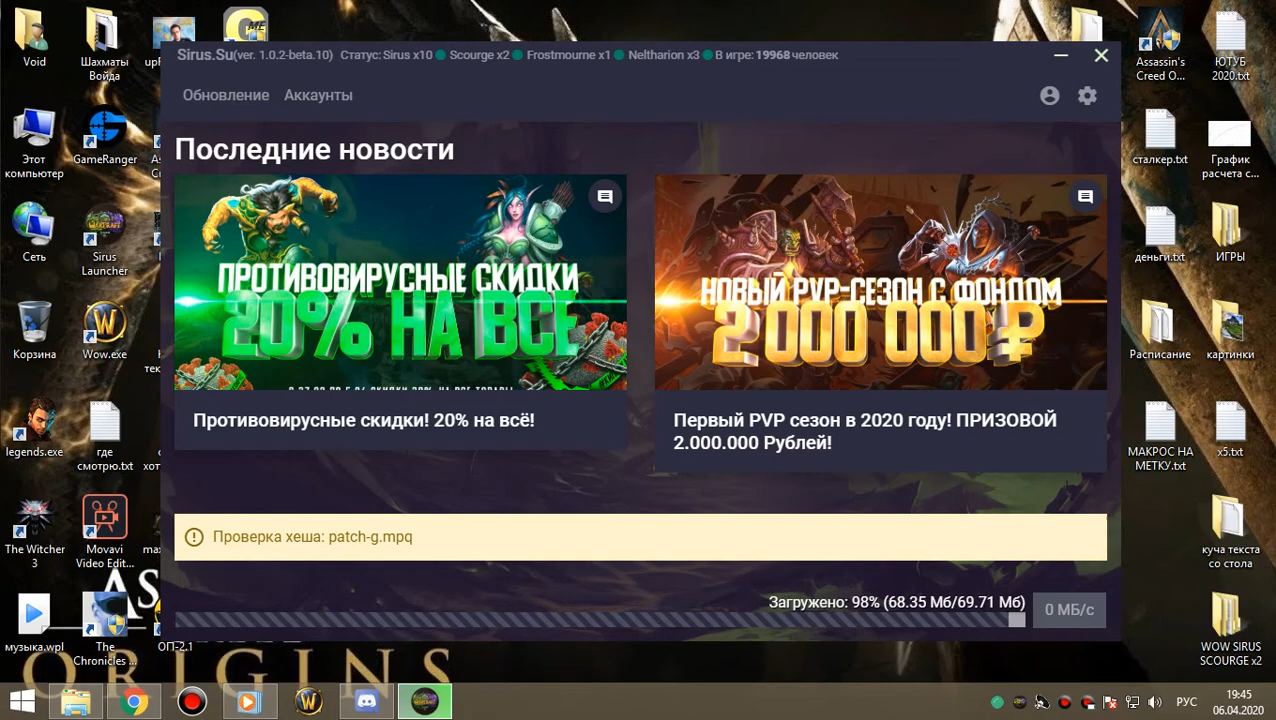 Void
Шахматы
Войда
Этот
компьютер
GameRanger
Сеть
Sirus
Launcher
Корзина
Wow.exe
legends.exe
где
смотрю.txt
The Witcher
3
Movavi
Video Edit...
музыка.wpl
The
Chronicles ...
ОП-2.1
Sirus.Su(ver. 1.0.2-beta.10) Статус: Sirus x10 Scourge x2 Frostmourne x1 Neltharion x3 В игре: 19968 человек
Обновление Аккаунты
Последние новости
ПРОТИВОВИРУСНЫЕ СКИДКИ
20% НА ВСЕ
Противовирусные скидки! 20% на всё!
НОВЫЙ PVP-СЕЗОН С ФОНДОМ
2 000 000 ₽
Первый PVP сезон в 2020 году! ПРИЗОВОЙ
2.000.000 Рублей!
Проверка хеша: patch-g.mpq
Загружено: 98% (68.35 Мб/69.71 Мб)
0 МБ/с
Assassin's
Creed O...
ЮТУБ
2020.txt
сталкер.txt
График
расчета с...
деньги.txt
ИГРЫ
Расписание
картинки
МАКРОС НА
МЕТКУ.txt
x5.txt
куча текста
со стола
WOW SIRUS
SCOURGE x2
ORIGINS
РУС
19:45
06.04.2020